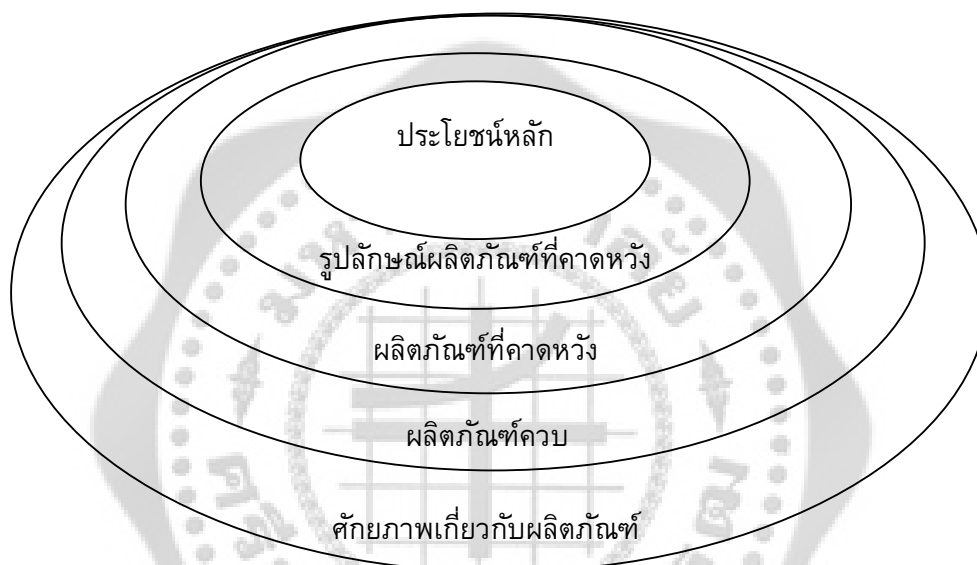 ประโยชน์หลัก
รูปลักษณ์ผลิตภัณฑ์ที่คาดหวัง
ผลิตภัณฑ์ที่คาดหวัง
ผลิตภัณฑ์ควบ
ศักยภาพเกี่ยวกับผลิตภัณฑ์